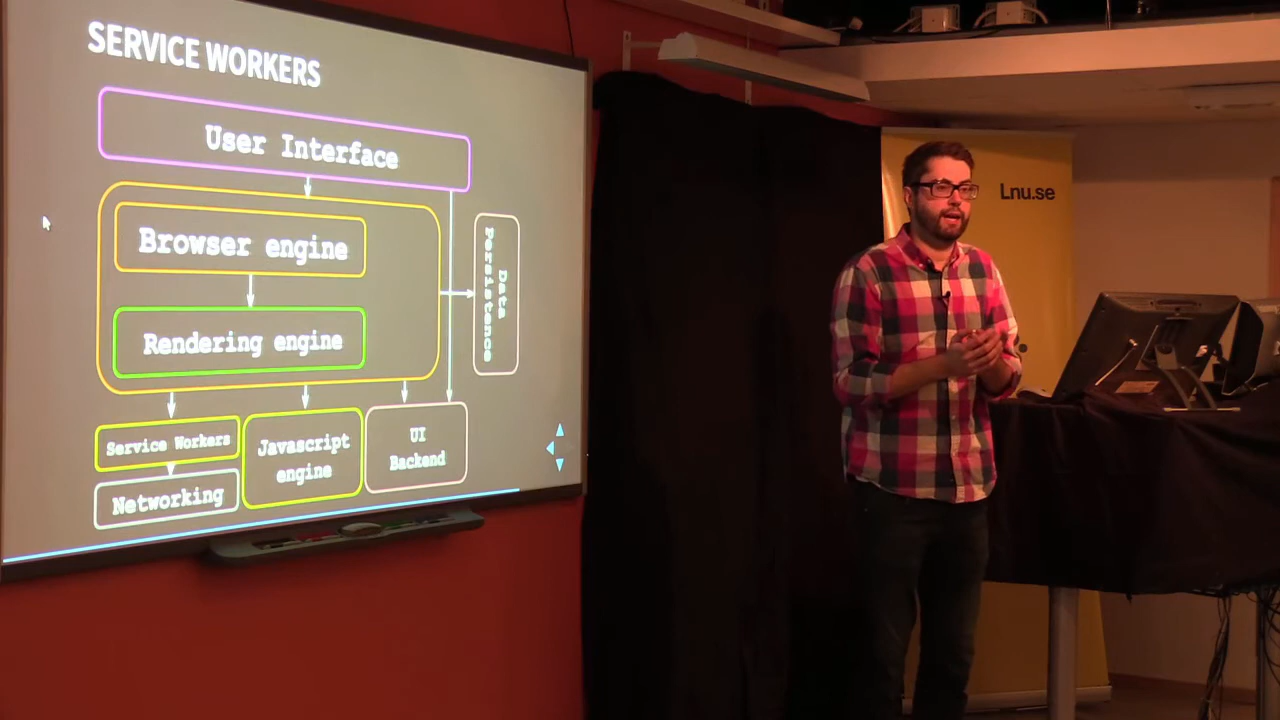 SERVICE WORKERS
User Interface
Browser engine
Rendering engine
Data
Persistence
Service Workers
Networking
Javascript
engine
UI
Backend
Lnu.se